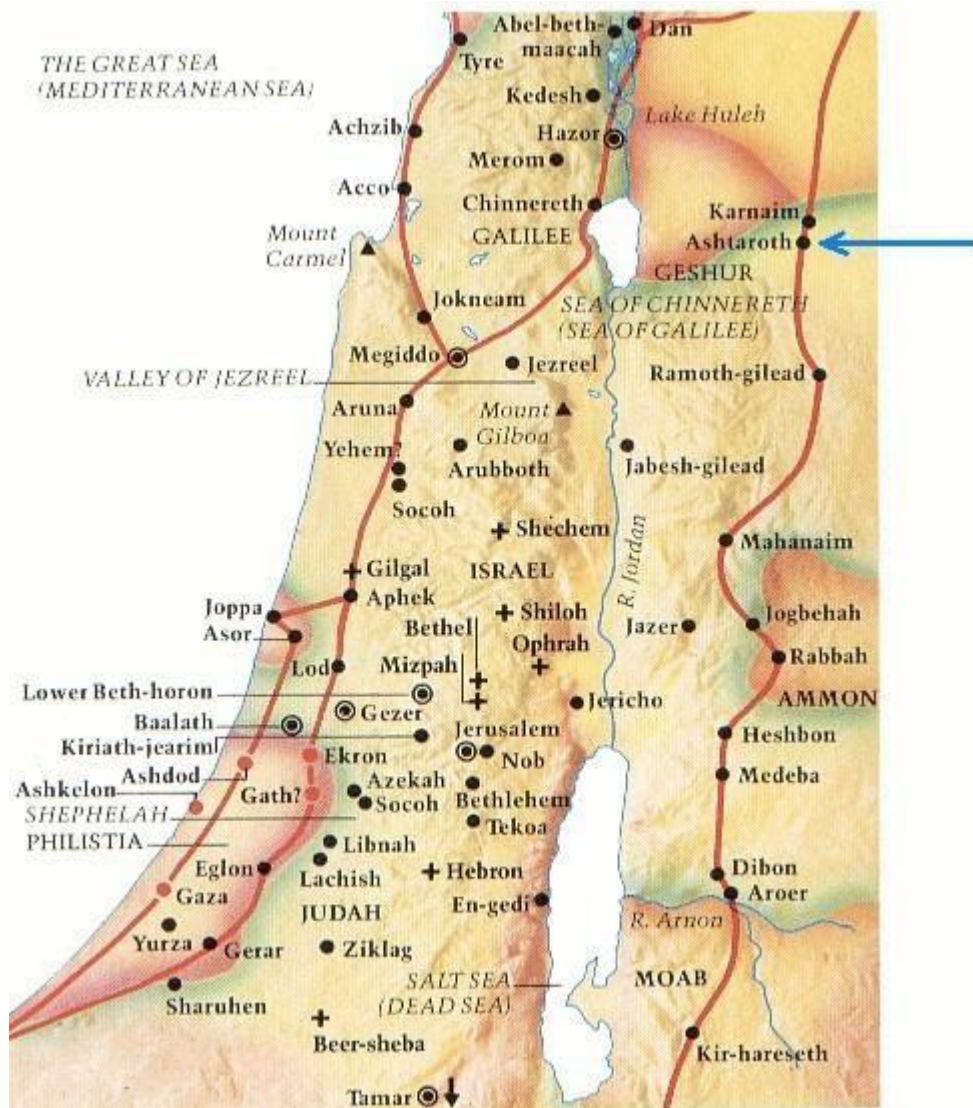 Abel-beth-
maacah
Dan
THE GREAT SEA
(MEDITERRANEAN SEA)
Tyre
Kedesh
Lake Huleh
Achzib
Hazor
Merom
Acco
Chinnereth
Karnaim
Mount
Carmel
GALILEE
Ashtaroth
GESHUR
Jokneam
SEA OF CHINNERETH
(SEA OF GALILEE)
Megiddo
Jezreel
VALLEY OF JEZREEL
Ramoth-gilead
Aruna
Mount
Gilboa
Yehem?
Arubboth
Jabesh-gilead
Socoh
Shechem
R. Jordan
Mahanaim
Gilgal
ISRAEL
Aphek
Joppa
Shiloh
Jogbehah
Asor
Bethel
Jazer
Ophrah
Lod
Mizpah
Rabbah
Lower Beth-horon
Jericho
AMMON
Gezer
Baalath
Jerusalem
Heshbon
Kiriath-jearim
Ekron
Nob
Ashdod
Azekah
Medeba
Ashkelon
Gath?
Socoh
Bethlehem
SHEPHELAH
Tekoa
PHILISTIA
Libnah
Eglon
Lachish
Hebron
Dibon
Gaza
En-gedi
Aroer
JUDAH
R. Arnon
Yurza
Gerar
Ziklag
SALT SEA
(DEAD SEA)
MOAB
Sharuhen
Beer-sheba
Kir-hareseth
Tamar